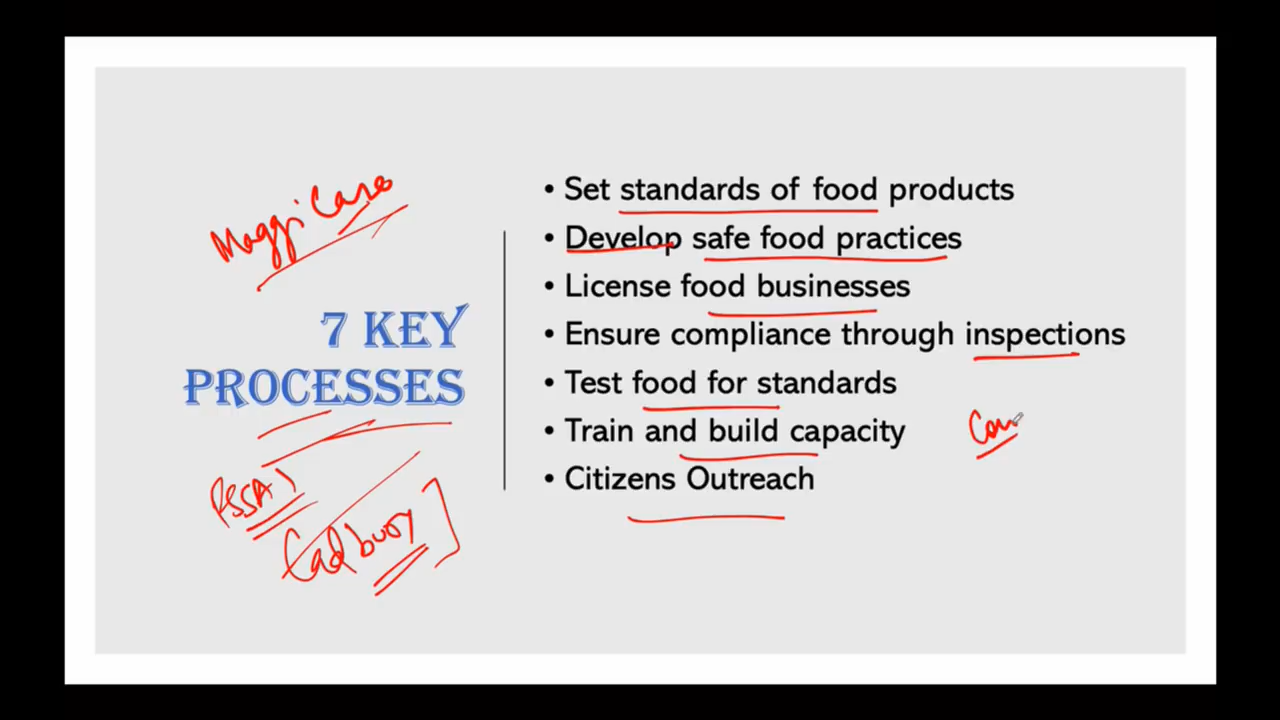 Maggi Case
7 KEY
PROCESSES
FSSAI
Cadbury
• Set standards of food products
• Develop safe food practices
• License food businesses
• Ensure compliance through inspections
• Test food for standards
• Train and build capacity
• Citizens Outreach